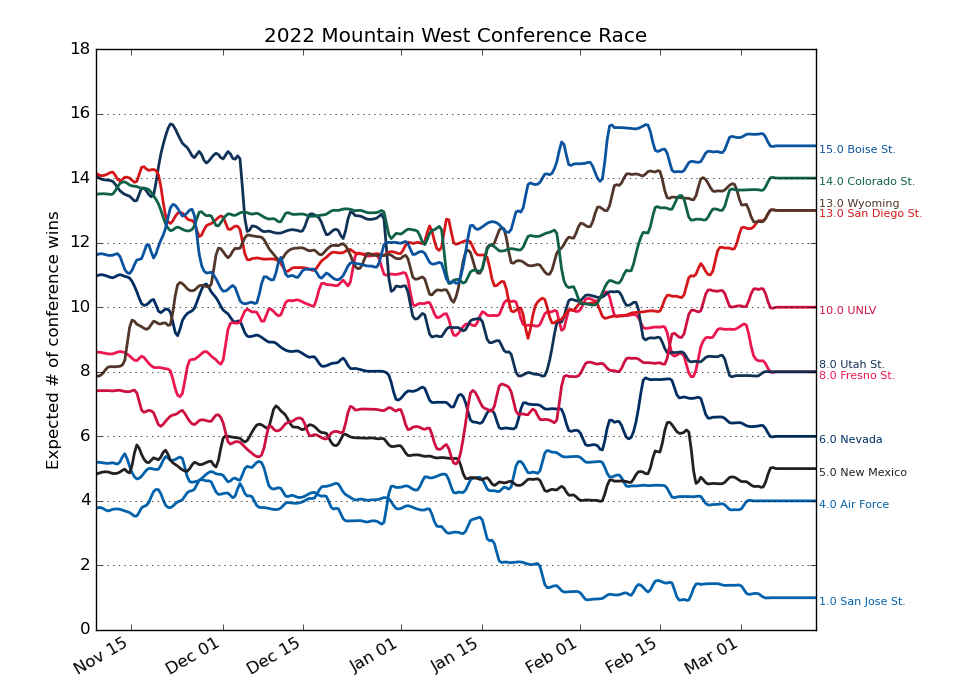 2022 Mountain West Conference Race
Expected # of conference wins
18
16
14
12
10
8
6
4
2
0
Nov 15
Dec 01
Dec 15
Jan 01
Jan 15
Feb 01
Feb 15
Mar 01
15.0 Boise St.
14.0 Colorado St.
13.0 Wyoming
13.0 San Diego St.
10.0 UNLV
8.0 Utah St.
8.0 Fresno St.
6.0 Nevada
5.0 New Mexico
4.0 Air Force
1.0 San Jose St.